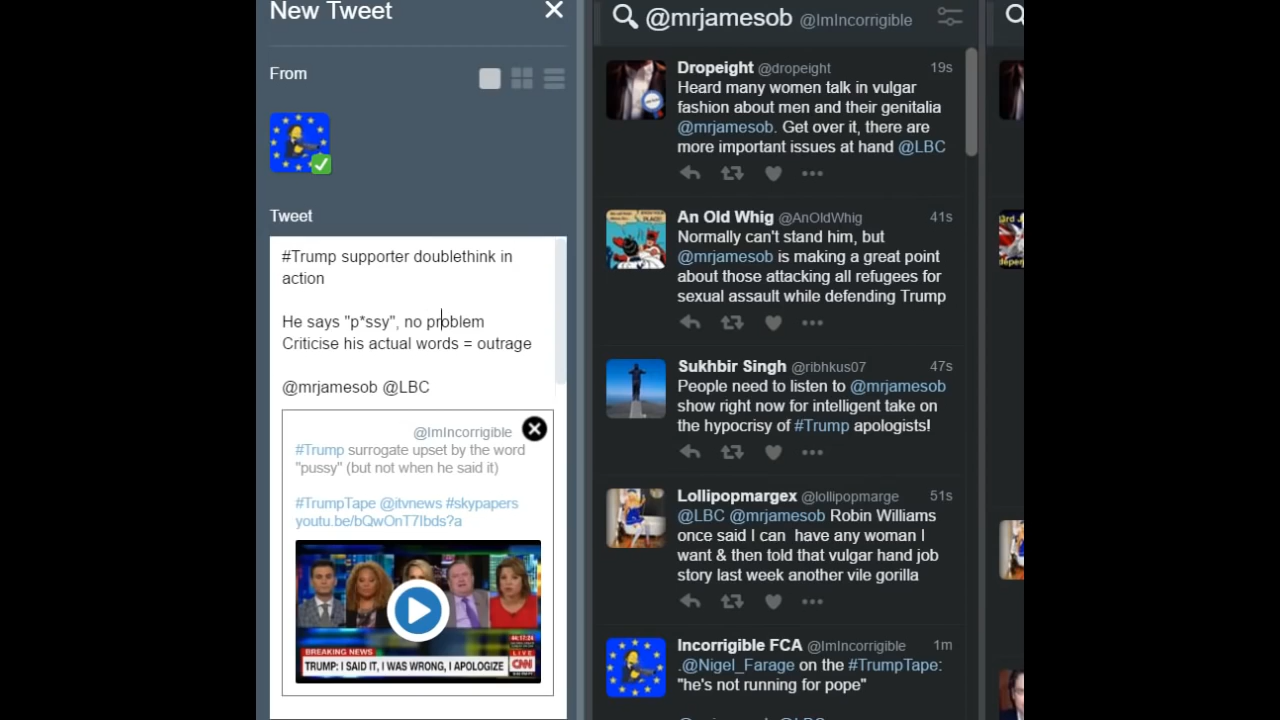 New Tweet
From
Tweet
#Trump supporter doublethink in
action
He says "p*ssy", no problem
Criticise his actual words = outrage
@mrjamesob @LBC
@ImIncorrigible
#Trump surrogate upset by the word
"pussy" (but not when he said it)
#TrumpTape @itvnews #skypapers
youtu.be/bQwOnT7Ibds?a
BREAKING NEWS
LIVE
TRUMP: I SAID IT, I WAS WRONG, I APOLOGIZE
CNN
@mrjamesob @ImIncorrigible
Dropeight @dropeight 19s
Heard many women talk in vulgar
fashion about men and their genitalia
@mrjamesob. Get over it, there are
more important issues at hand @LBC
An Old Whig @AnOldWhig 41s
Normally can't stand him, but
@mrjamesob is making a great point
about those attacking all refugees for
sexual assault while defending Trump
Sukhbir Singh @ribhkus07 47s
People need to listen to @mrjamesob
show right now for intelligent take on
the hypocrisy of #Trump apologists!
Lollipopmargex @lollipopmarge 51s
@LBC @mrjamesob Robin Williams
once said I can have any woman I
want & then told that vulgar hand job
story last week another vile gorilla
Incorrigible FCA @ImIncorrigible 1m
.@Nigel_Farage on the #TrumpTape:
"he's not running for pope"